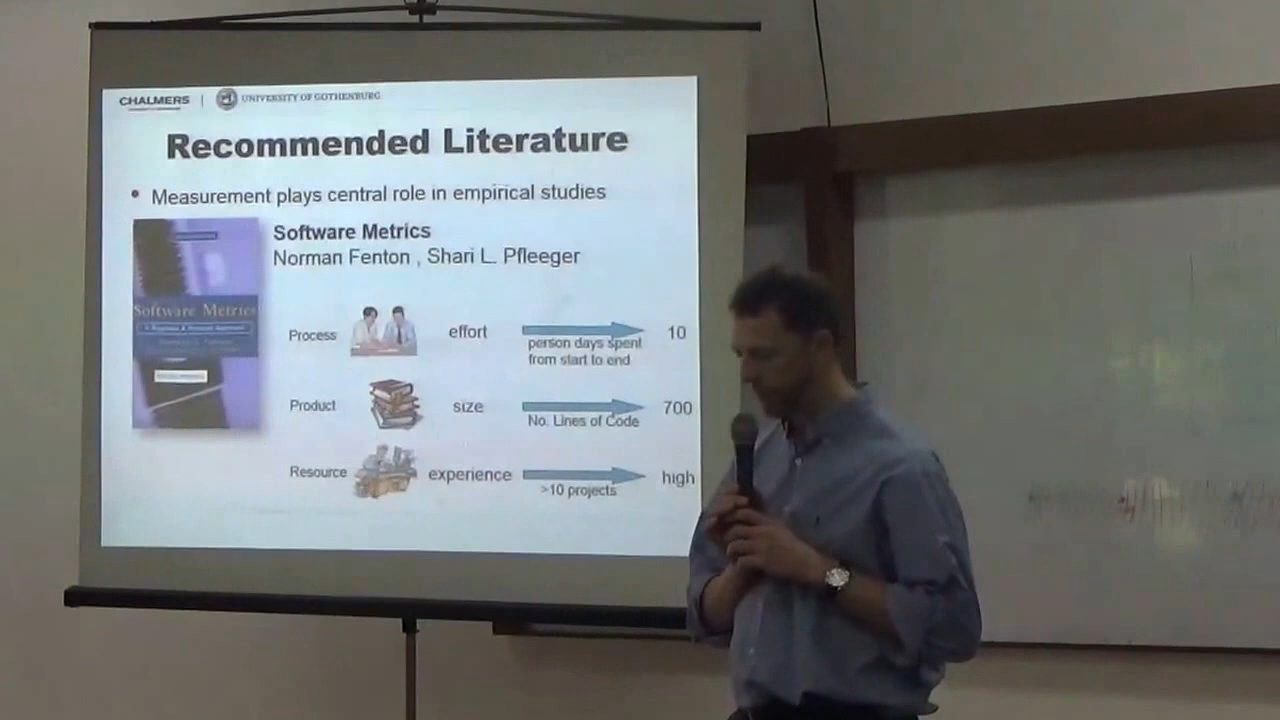 CHALMERS
UNIVERSITY OF GOTHENBURG
Recommended Literature
• Measurement plays central role in empirical studies
Software Metrics
Norman Fenton , Shari L. Pfleeger
Software Metrics
Process
effort
person days spent
from start to end
10
Product
size
No. Lines of Code
700
Resource
experience
>10 projects
high